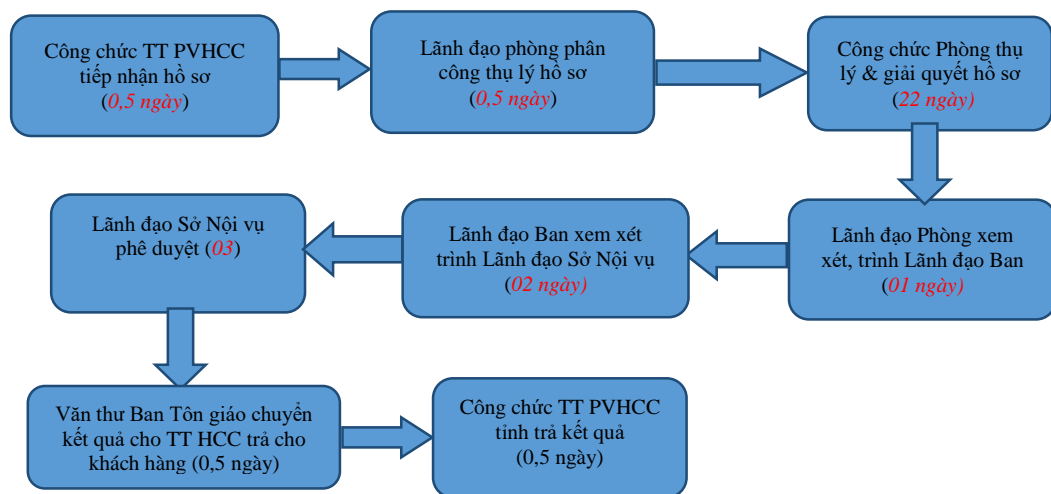 Công chức TT PVHCC
tiếp nhận hồ sơ
(0,5 ngày)
Lãnh đạo phòng phân
công thụ lý hồ sơ
(0,5 ngày)
Công chức Phòng thụ
lý & giải quyết hồ sơ
(22 ngày)
Lãnh đạo Phòng xem
xét, trình Lãnh đạo Ban
(01 ngày)
Lãnh đạo Ban xem xét
trình Lãnh đạo Sở Nội vụ
(02 ngày)
Lãnh đạo Sở Nội vụ
phê duyệt (03)
Văn thư Ban Tôn giáo chuyển
kết quả cho TT HCC trả cho
khách hàng (0,5 ngày)
Công chức TT PVHCC
tỉnh trả kết quả
(0,5 ngày)